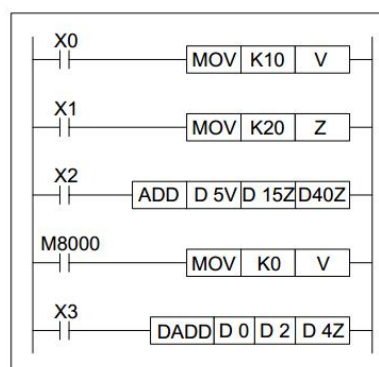 X0
MOV K10 V
X1
MOV K20 Z
X2
ADD D 5V D 15Z D40Z
M8000
MOV K0 V
X3
DADD D 0 D 2 D 4Z